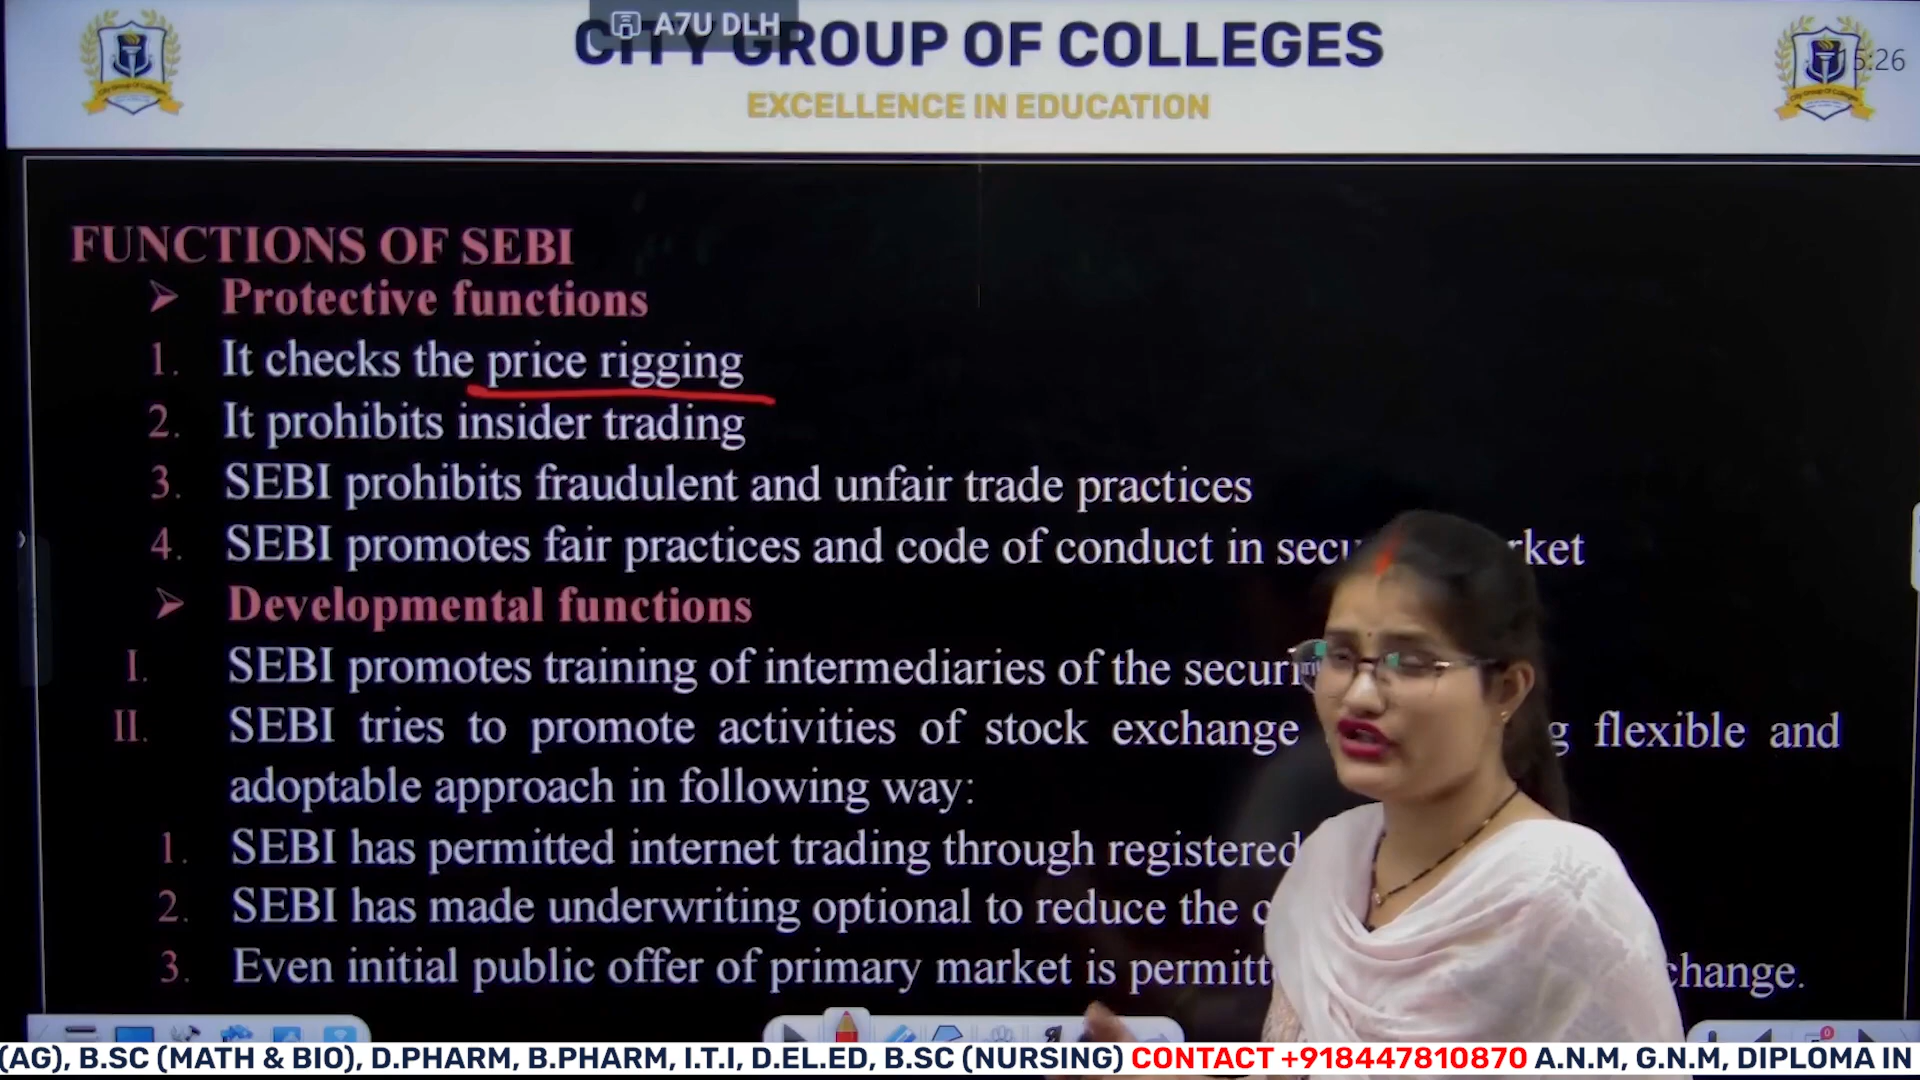 A7U DLH
CITY GROUP OF COLLEGES
5:26
EXCELLENCE IN EDUCATION
FUNCTIONS OF SEBI
➤ Protective functions
1. It checks the price rigging
2. It prohibits insider trading
3. SEBI prohibits fraudulent and unfair trade practices
4. SEBI promotes fair practices and code of conduct in
➤ Developmental functions
I. SEBI promotes training of intermediaries of the
II. SEBI tries to promote activities of stock exchange flexible and
adoptable approach in following way:
1. SEBI has permitted internet trading through registered
2. SEBI has made underwriting optional to reduce the
3. Even initial public offer of primary market is
(AG), B.SC (MATH & BIO), D.PHARM, B.PHARM, I.T.I, D.EL.ED, B.SC (NURSING) CONTACT +918447810870 A.N.M, G.N.M, DIPLOMA IN